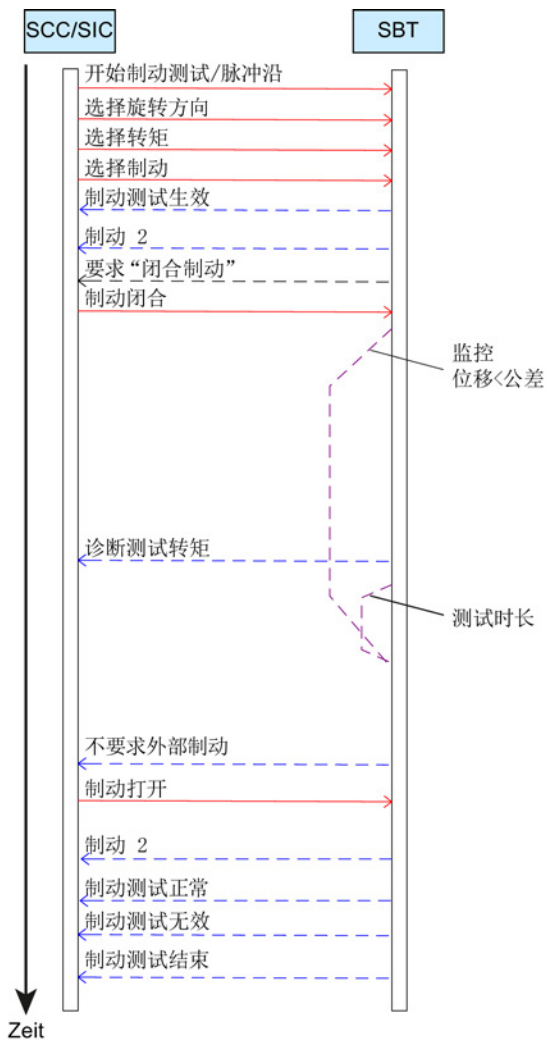 SCC/SIC
SBT
开始制动测试/脉冲沿
选择旋转方向
选择转矩
选择制动
制动测试生效
制动 2
要求“闭合制动”
制动闭合
监控
位移<公差
诊断测试转矩
测试时长
不要求外部制动
制动打开
制动 2
制动测试正常
制动测试无效
制动测试结束
Zeit